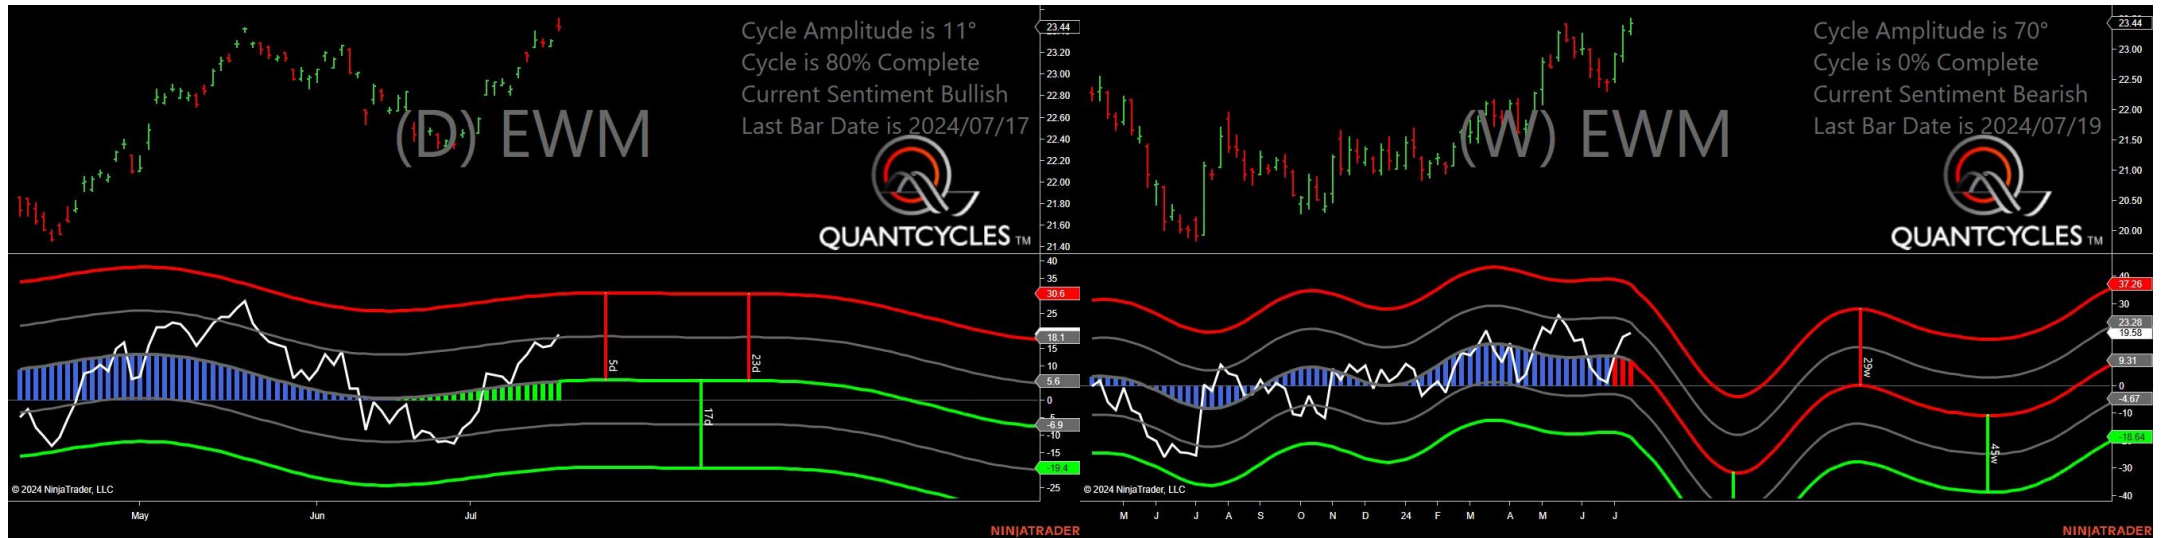 (D) EWM
Cycle Amplitude is 11°
Cycle is 80% Complete
Current Sentiment Bullish
Last Bar Date is 2024/07/17
QUANTCYCLES TM
23.44
23.20
23.00
22.80
22.60
22.40
22.20
22.00
21.80
21.60
21.40
40
35
30.6
25
18.1
15
10
5.6
0
-6.9
-10
-15
-19.4
-25
5d
23d
17d
© 2024 NinjaTrader, LLC
May
Jun
Jul
NINJATRADER
(W) EWM
Cycle Amplitude is 70°
Cycle is 0% Complete
Current Sentiment Bearish
Last Bar Date is 2024/07/19
QUANTCYCLES TM
23.44
23.00
22.50
22.00
21.50
21.00
20.50
20.00
40
37.26
30
23.28
19.58
9.31
0
-4.67
-10
-18.64
-30
-40
29w
45w
© 2024 NinjaTrader, LLC
M J J A S O N D 24 F M A M J J
NINJATRADER